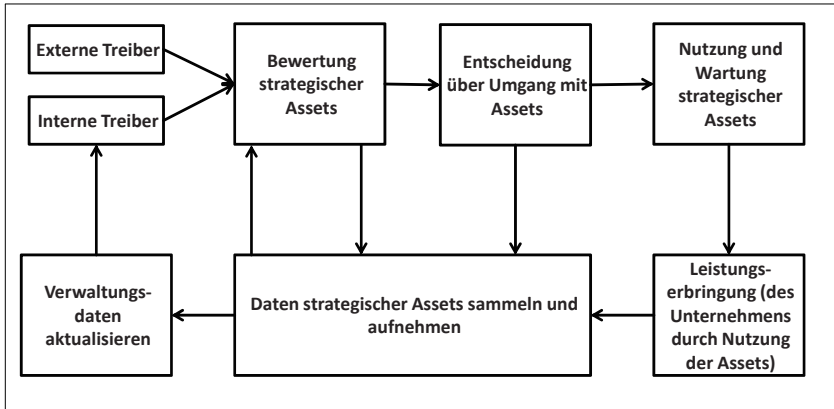 Externe Treiber
Interne Treiber
Bewertung
strategischer
Assets
Entscheidung
über Umgang mit
Assets
Nutzung und
Wartung
strategischer
Assets
Verwaltungs-
daten
aktualisieren
Daten strategischer Assets sammeln und
aufnehmen
Leistungs-
erbringung (des
Unternehmens
durch Nutzung
der Assets)